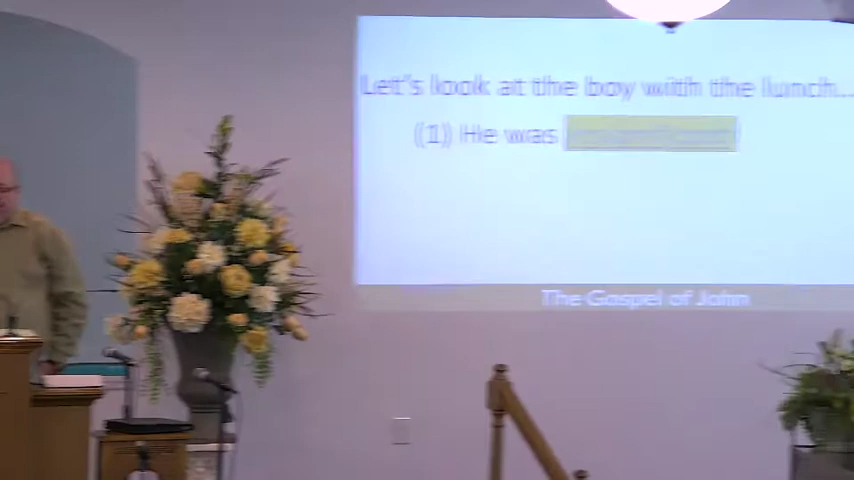 Let's look at the boy with the lunch...
(1) He was
The Gospel of John